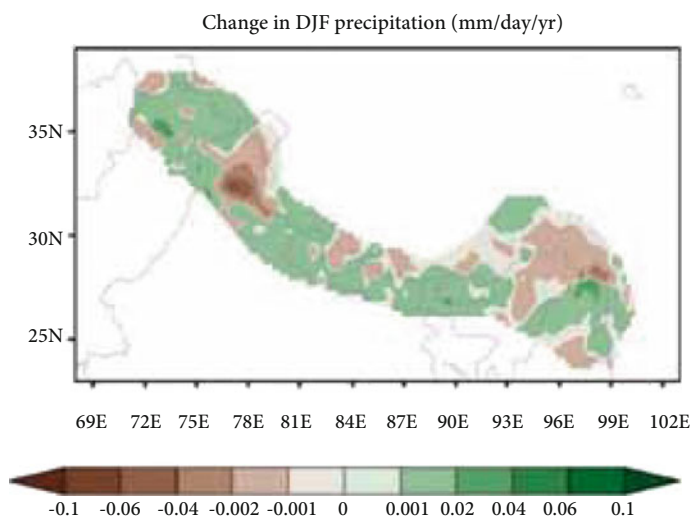 Change in DJF precipitation (mm/day/yr)
35N
30N
25N
69E 72E 75E 78E 81E 84E 87E 90E 93E 96E 99E 102E
-0.1 -0.06 -0.04 -0.002 -0.001 0 0.001 0.02 0.04 0.06 0.1